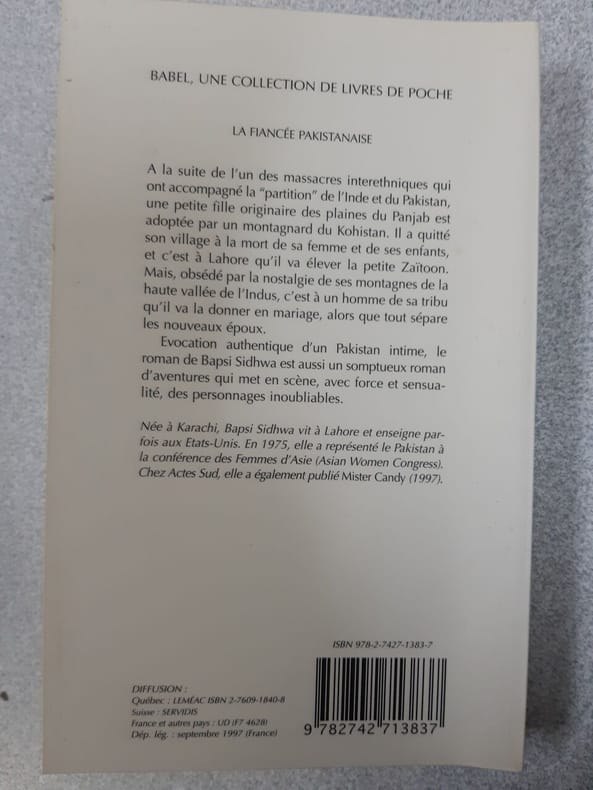 BABEL, UNE COLLECTION DE LIVRES DE POCHE
LA FIANCÉE PAKISTANAISE
A la suite de l'un des massacres interethniques qui
ont accompagné la "partition" de l'Inde et du Pakistan,
une petite fille originaire des plaines du Panjab est
adoptée par un montagnard du Kohistan. Il a quitté
son village à la mort de sa femme et de ses enfants,
et c'est à Lahore qu'il va élever la petite Zaïtoon.
Mais, obsédé par la nostalgie de ses montagnes de la
haute vallée de l'Indus, c'est à un homme de sa tribu
qu'il va la donner en mariage, alors que tout sépare
les nouveaux époux.
Evocation authentique d'un Pakistan intime, le
roman de Bapsi Sidhwa est aussi un somptueux roman
d'aventures qui met en scène, avec force et sensua-
lité, des personnages inoubliables.
Née à Karachi, Bapsi Sidhwa vit à Lahore et enseigne par-
fois aux Etats-Unis. En 1975, elle a représenté le Pakistan à
la conférence des Femmes d'Asie (Asian Women Congress).
Chez Actes Sud, elle a également publié Mister Candy (1997).
ISBN 978-2-7427-1383-7
DIFFUSION :
Québec : LEMÉAC ISBN 2-7609-1840-8
Suisse : SERVIDIS
France et autres pays : UD (F7 4628)
Dép. lég. : septembre 1997 (France)
9 782742 713837